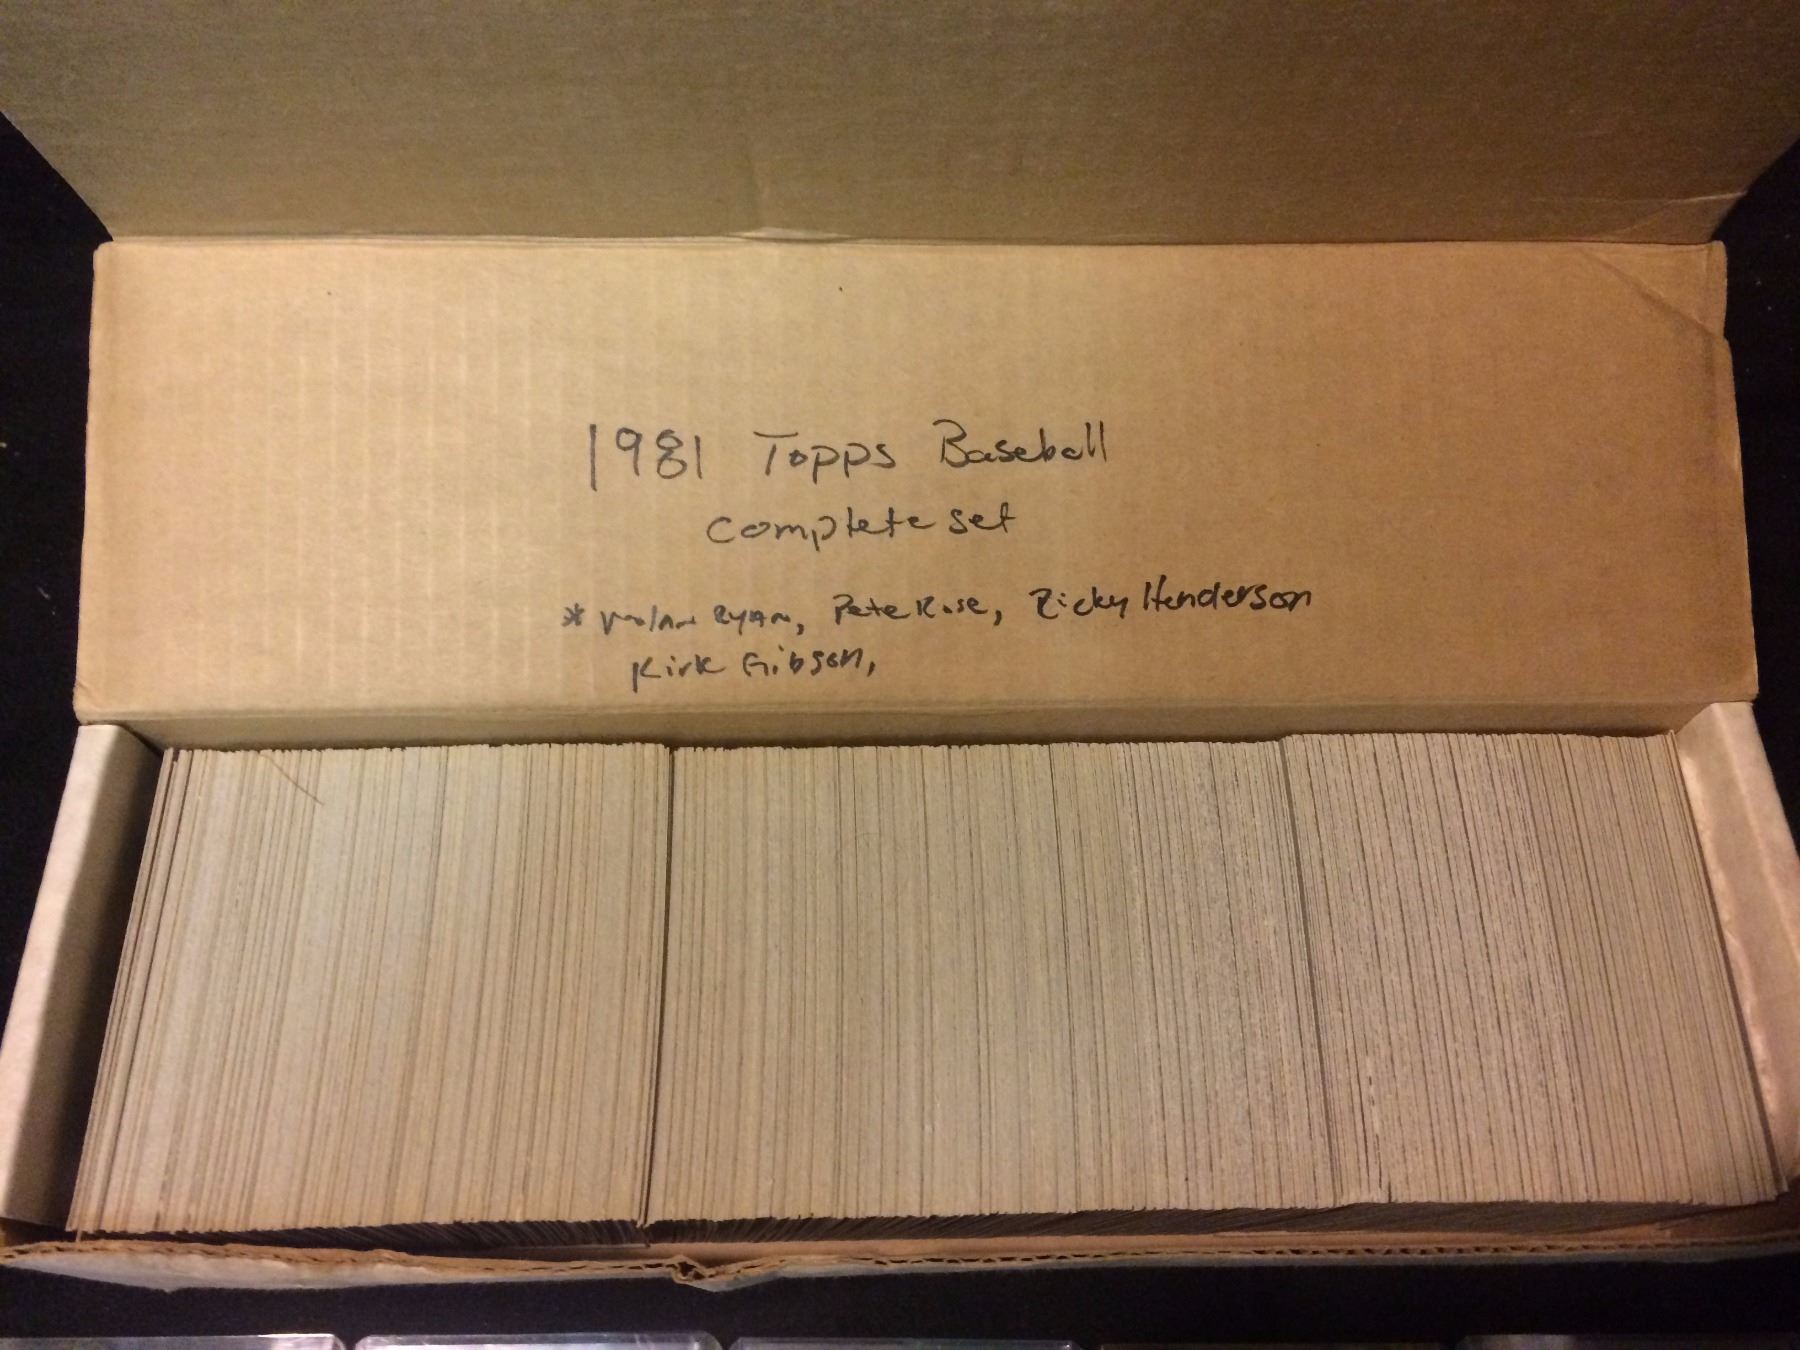 1981 Topps Baseball
complete set
* Nolan Ryan, Pete Rose, Ricky Henderson
Kirk Gibson,